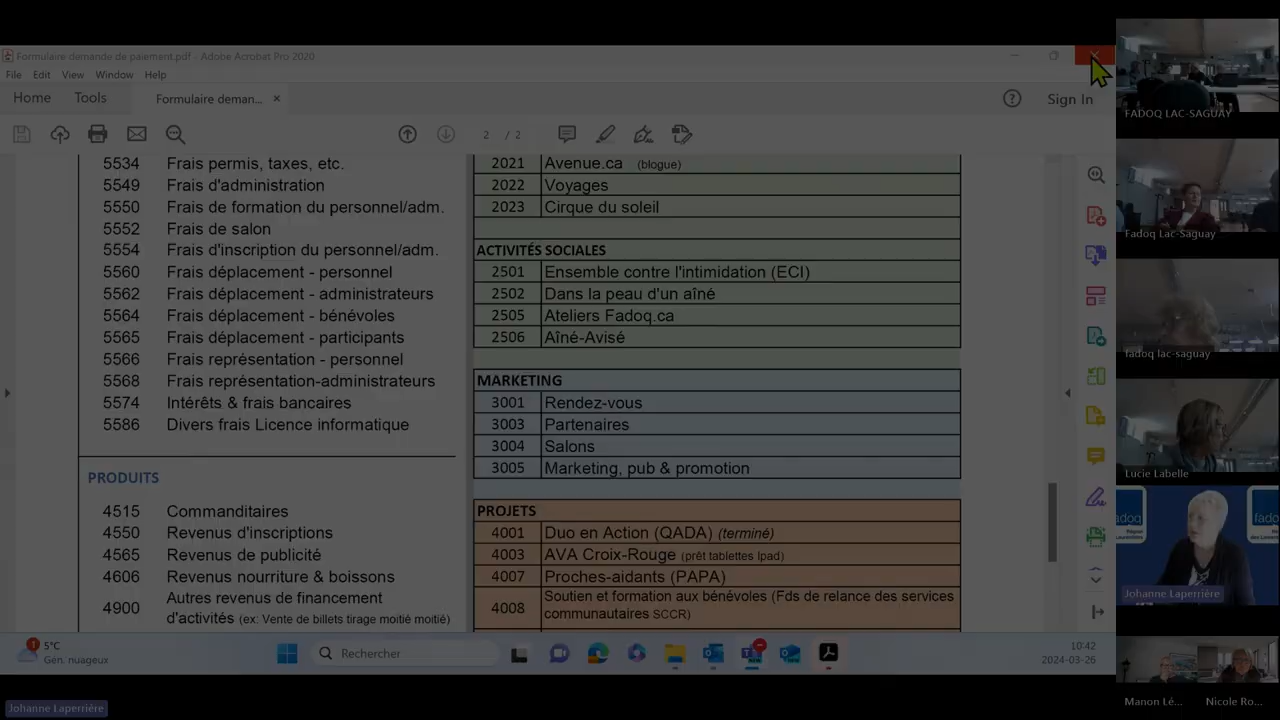 Formulaire demande de paiement.pdf - Adobe Acrobat Pro 2020
File Edit View Window Help
Home Tools Formulaire deman... × Sign In
2 / 2
5534 Frais permis, taxes, etc.
5549 Frais d'administration
5550 Frais de formation du personnel/adm.
5552 Frais de salon
5554 Frais d'inscription du personnel/adm.
5560 Frais déplacement - personnel
5562 Frais déplacement - administrateurs
5564 Frais déplacement - bénévoles
5565 Frais déplacement - participants
5566 Frais représentation - personnel
5568 Frais représentation-administrateurs
5574 Intérêts & frais bancaires
5586 Divers frais Licence informatique
PRODUITS
4515 Commanditaires
4550 Revenus d'inscriptions
4565 Revenus de publicité
4606 Revenus nourriture & boissons
4900 Autres revenus de financement
d'activités (ex: Vente de billets tirage moitié moitié)
2021 Avenue.ca (blogue)
2022 Voyages
2023 Cirque du soleil
ACTIVITÉS SOCIALES
2501 Ensemble contre l'intimidation (ECI)
2502 Dans la peau d'un aîné
2505 Ateliers Fadoq.ca
2506 Aîné-Avisé
MARKETING
3001 Rendez-vous
3003 Partenaires
3004 Salons
3005 Marketing, pub & promotion
PROJETS
4001 Duo en Action (QADA) (terminé)
4003 AVA Croix-Rouge (prêt tablettes Ipad)
4007 Proches-aidants (PAPA)
4008 Soutien et formation aux bénévoles (Fds de relance des services
communautaires SCCR)
FADOQ LAC-SAGUAY
Fadoq Lac-Saguay
fadoq lac-saguay
Lucie Labelle
Johanne Laperrière
Manon Lé... Nicole Ro...
1 5°C
Gen. nuageux
Rechercher
10:42
2024-03-26
Johanne Laperrière